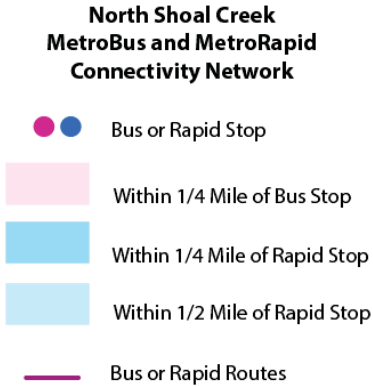 North Shoal Creek
MetroBus and MetroRapid
Connectivity Network
Bus or Rapid Stop
Within 1/4 Mile of Bus Stop
Within 1/4 Mile of Rapid Stop
Within 1/2 Mile of Rapid Stop
Bus or Rapid Routes